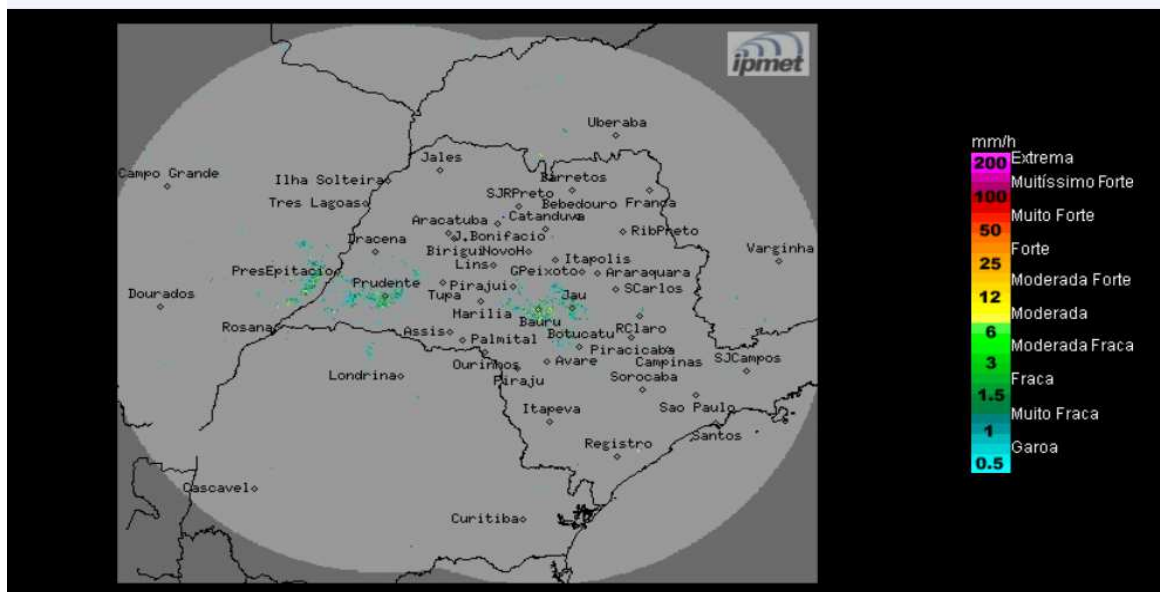 ipmet
Uberaba
Jales
Campo Grande
Ilha Solteira
Barretos
SJRPreto
Tres Lagoas
Bebedouro
Franca
Aracatuba
Catanduva
J.Bonifacio
RibPreto
Dracena
Birigui
NovoH
Varginha
Itapolis
Lins
GPeixoto
Araraquara
PresEpitacio
Prudente
Pirajui
SCarlos
Dourados
Tupa
Jau
Marilia
Bauru
Rosana
Assis
Botucatu
RClaro
Palmital
Piracicaba
SJCampos
Ourinhos
Avare
Campinas
Londrina
Piraju
Sorocaba
Itapeva
Sao Paulo
Santos
Registro
Cascavel
Curitiba
mm/h
200 Extrema
Muitíssimo Forte
100
Muito Forte
50
Forte
25
Moderada Forte
12
Moderada
6
Moderada Fraca
3
Fraca
1.5
Muito Fraca
1
Garoa
0.5